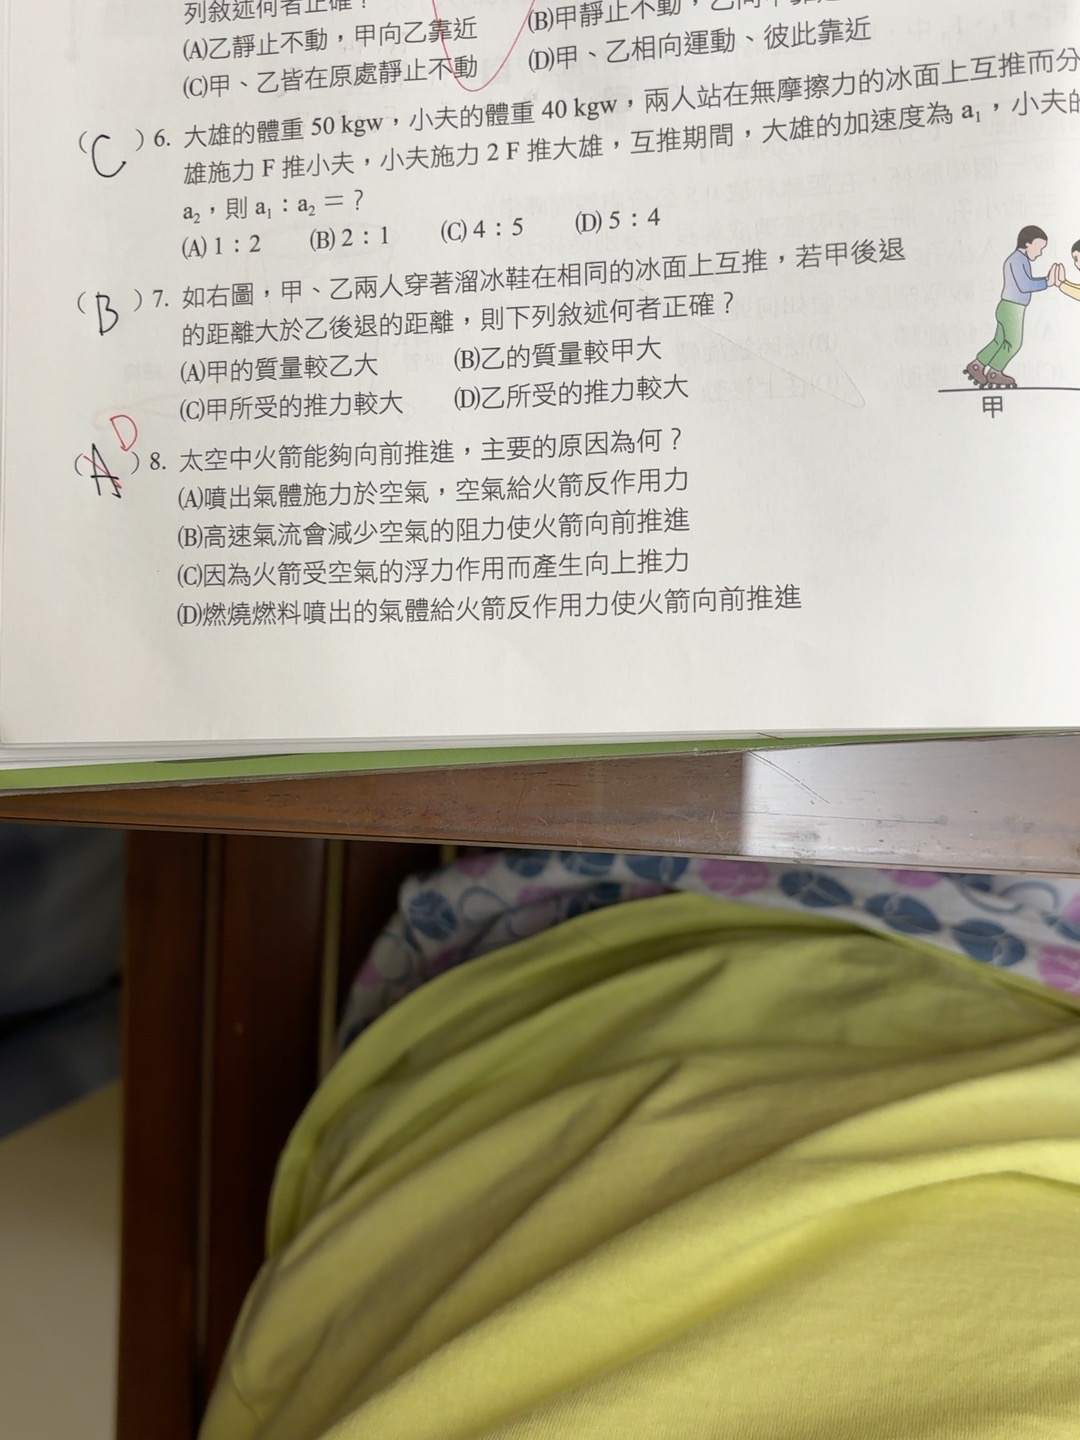 列敘述何者正確？
(A)乙靜止不動，甲向乙靠近 (B)甲靜止不動，乙向甲靠近
(C)甲、乙皆在原處靜止不動 (D)甲、乙相向運動、彼此靠近
( C ) 6. 大雄的體重 50 kgw，小夫的體重 40 kgw，兩人站在無摩擦力的冰面上互推而分
雄施力 F 推小夫，小夫施力 2 F 推大雄，互推期間，大雄的加速度為 a₁，小夫的
a₂，則 a₁：a₂＝？
(A) 1：2 (B) 2：1 (C) 4：5 (D) 5：4
( B ) 7. 如右圖，甲、乙兩人穿著溜冰鞋在相同的冰面上互推，若甲後退
的距離大於乙後退的距離，則下列敘述何者正確？
(A)甲的質量較乙大 (B)乙的質量較甲大
(C)甲所受的推力較大 (D)乙所受的推力較大
甲
D
( A ) 8. 太空中火箭能夠向前推進，主要的原因為何？
(A)噴出氣體施力於空氣，空氣給火箭反作用力
(B)高速氣流會減少空氣的阻力使火箭向前推進
(C)因為火箭受空氣的浮力作用而產生向上推力
(D)燃燒燃料噴出的氣體給火箭反作用力使火箭向前推進